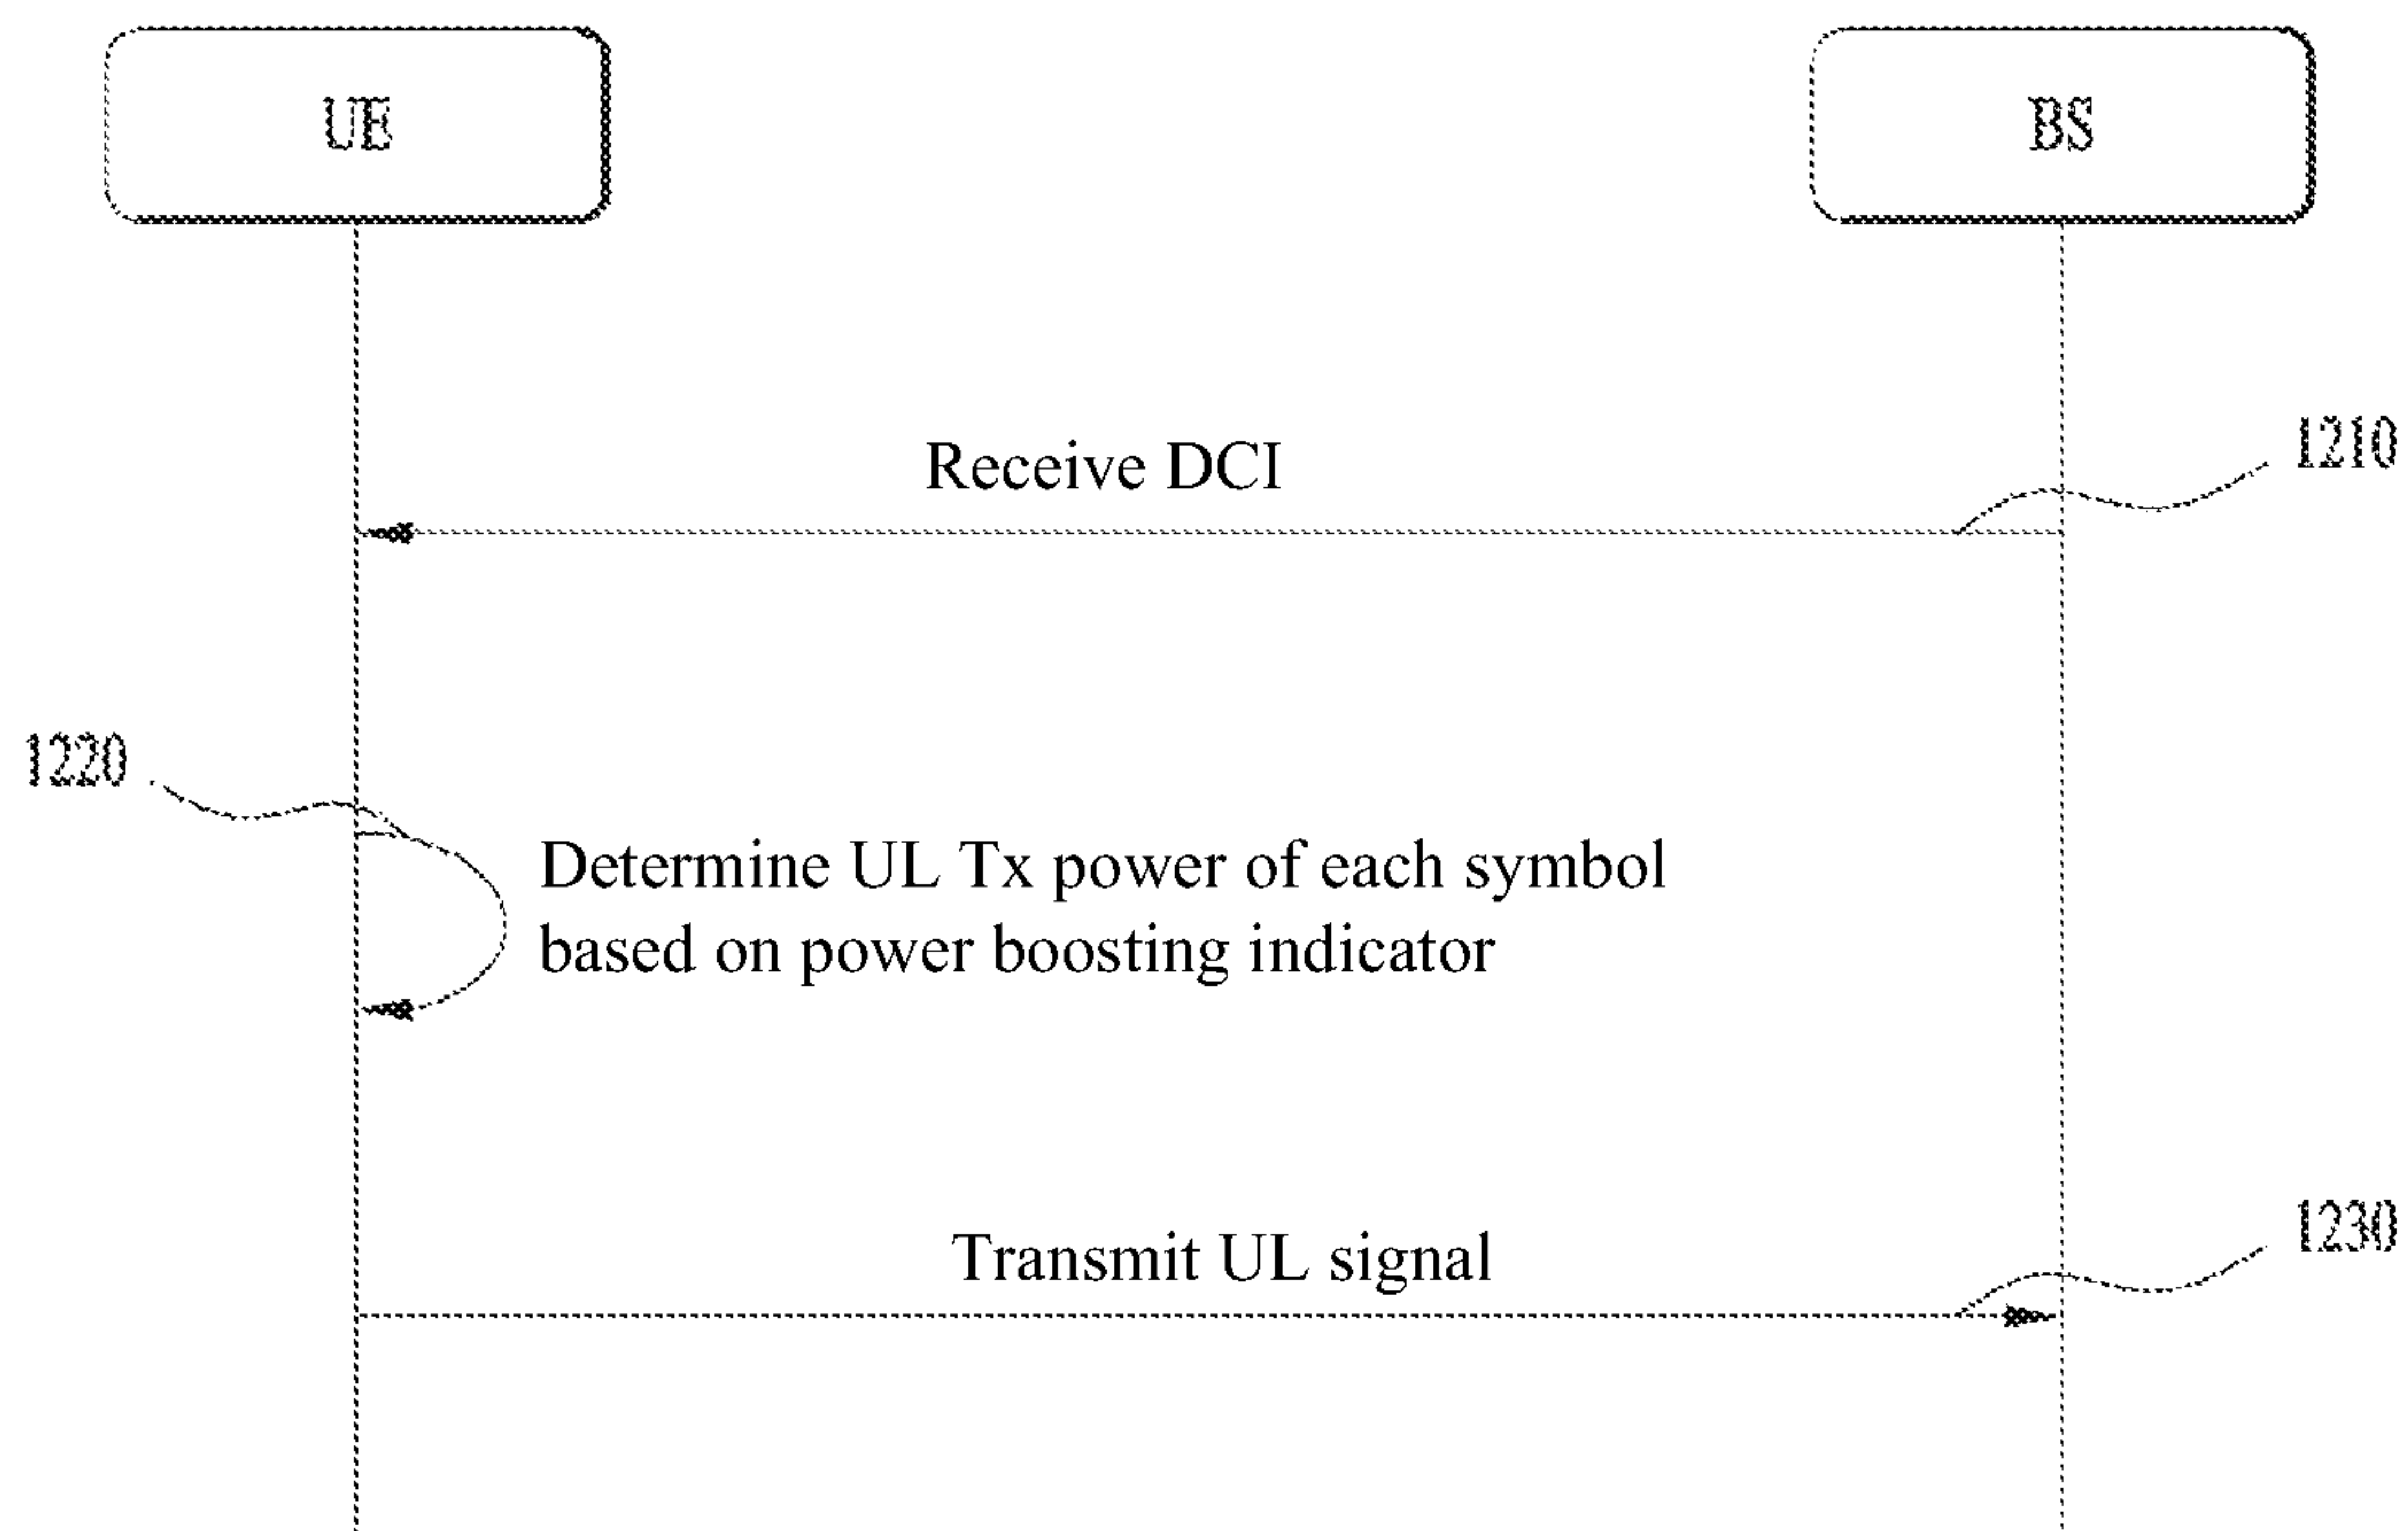 UE
BS
Receive DCI
1210
1220
Determine UL Tx power of each symbol
based on power boosting indicator
Transmit UL signal
1230